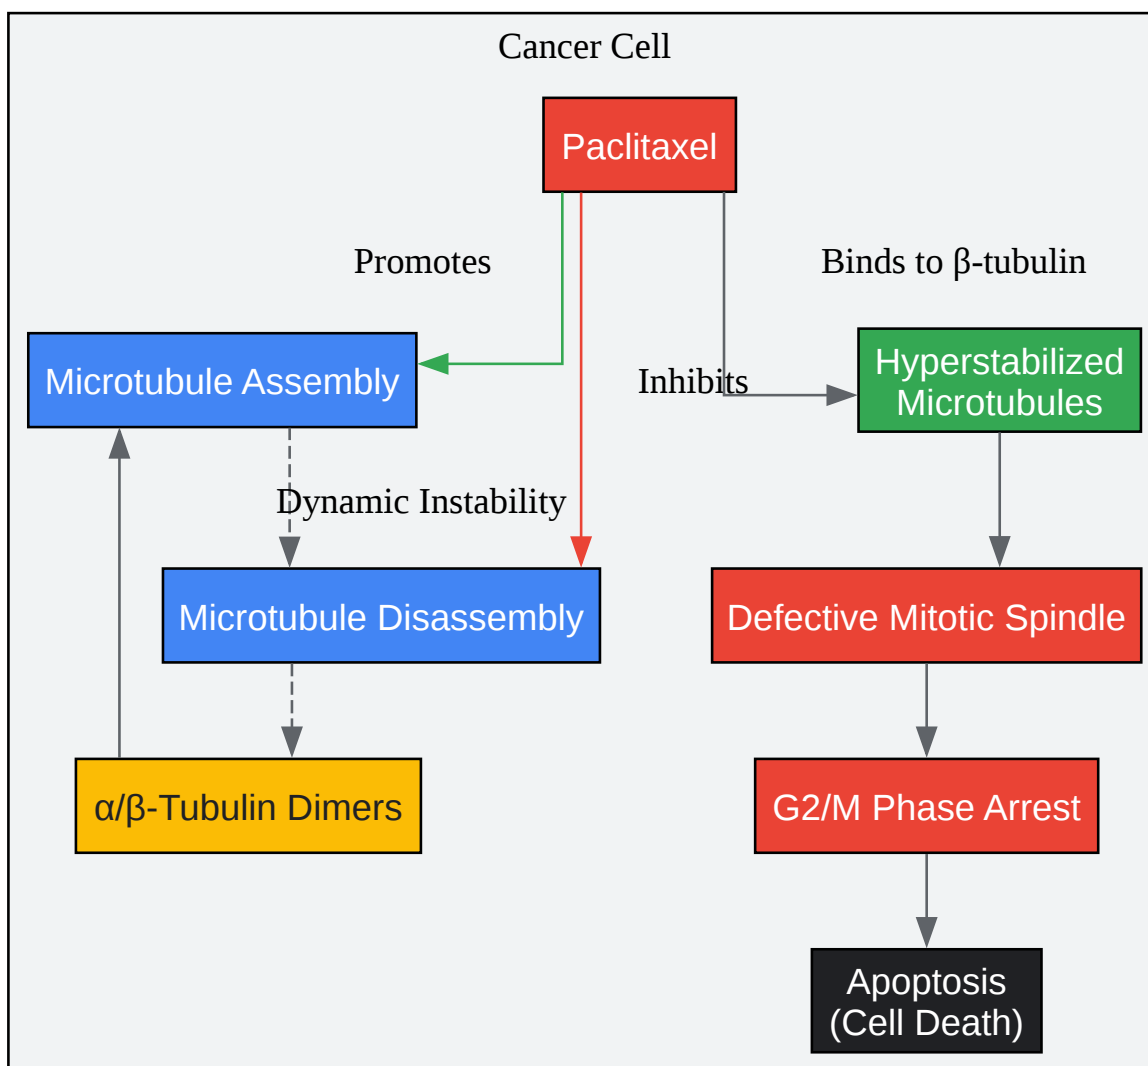 Cancer Cell
Paclitaxel
Promotes
Binds to β-tubulin
Microtubule Assembly
Inhibits
Hyperstabilized
Microtubules
Dynamic Instability
Microtubule Disassembly
Defective Mitotic Spindle
α/β-Tubulin Dimers
G2/M Phase Arrest
Apoptosis
(Cell Death)